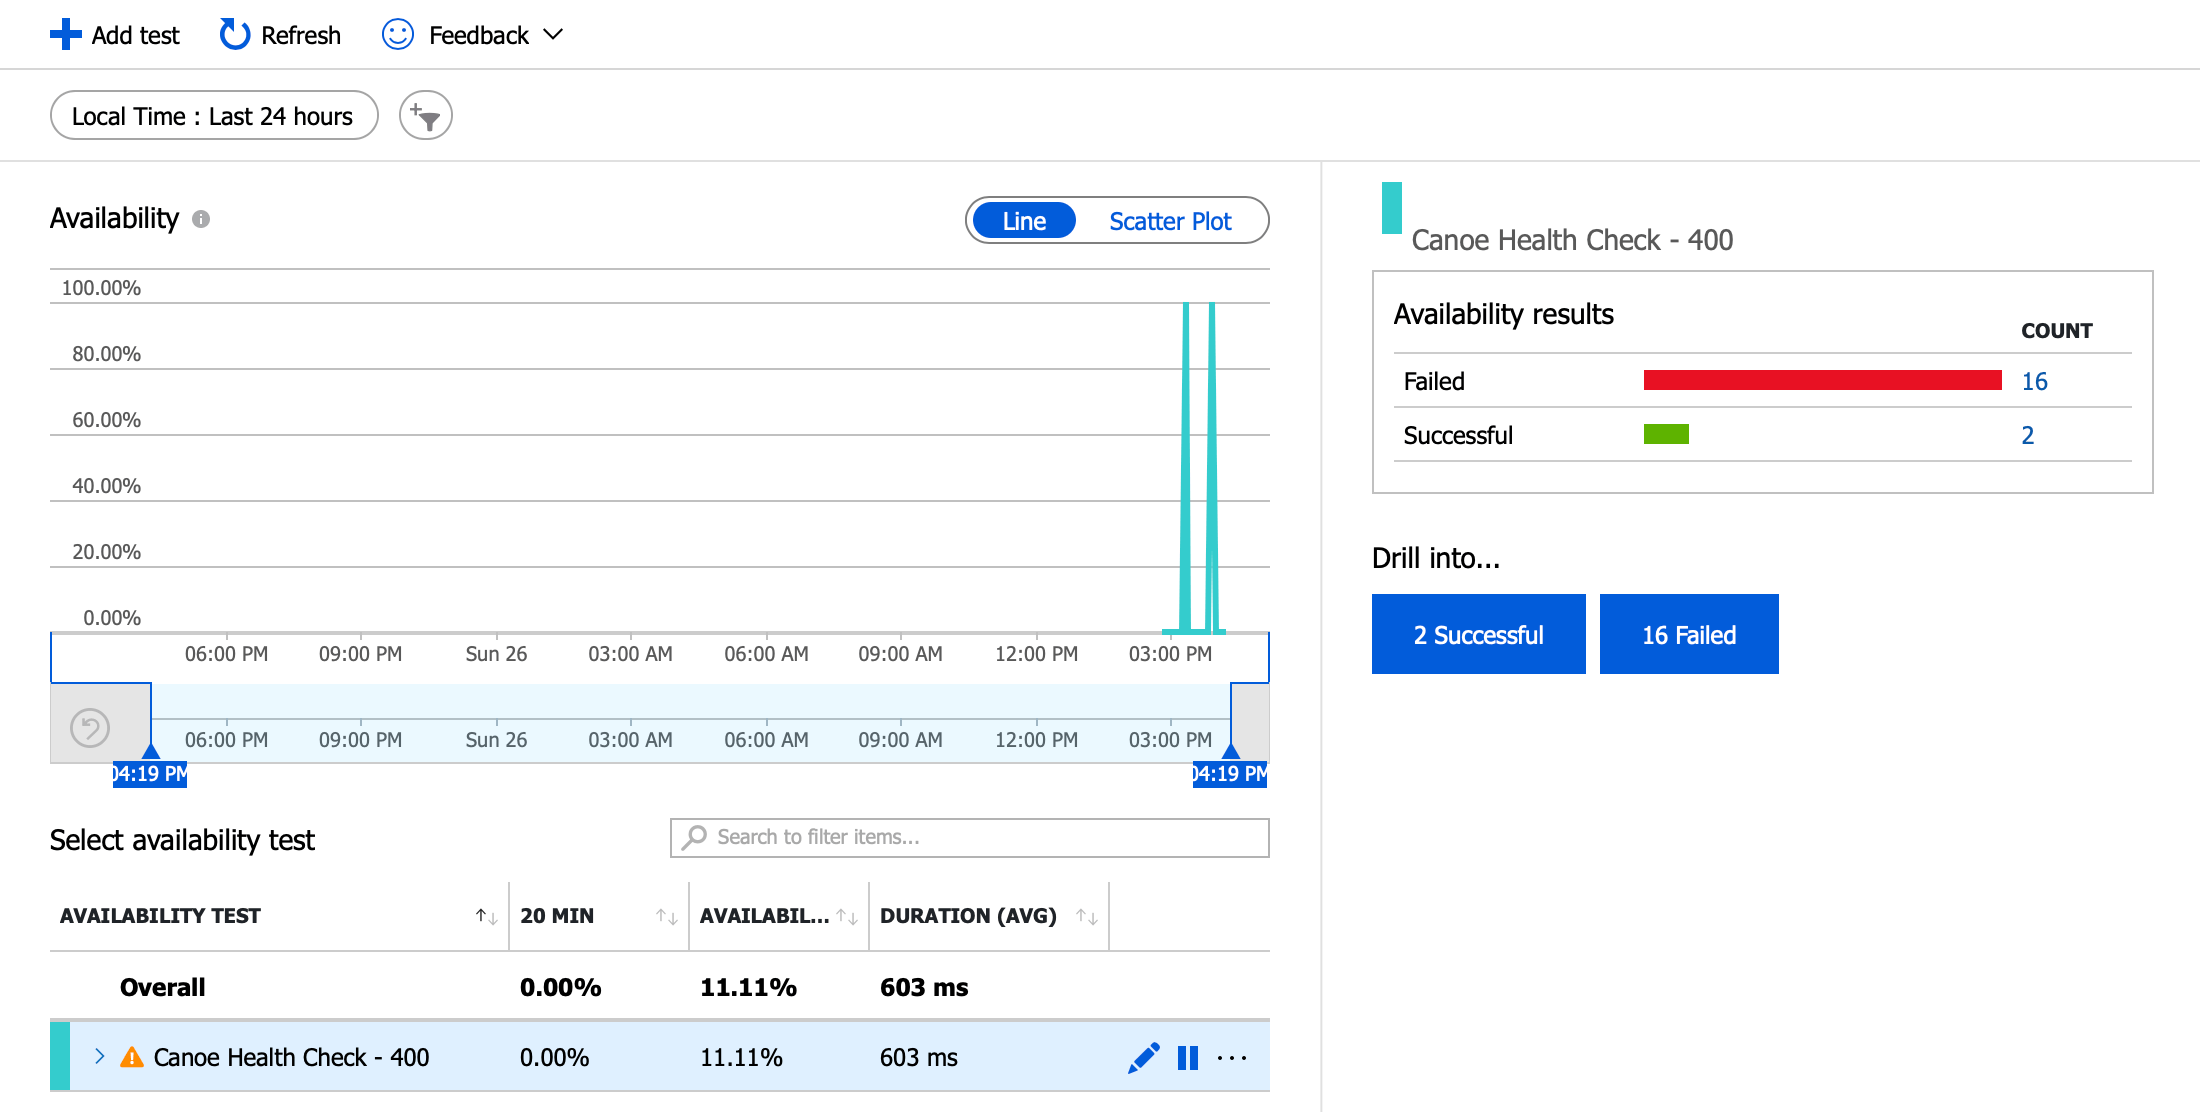 Add test Refresh Feedback
Local Time : Last 24 hours
Availability
Line Scatter Plot
100.00%
80.00%
60.00%
40.00%
20.00%
0.00%
06:00 PM 09:00 PM Sun 26 03:00 AM 06:00 AM 09:00 AM 12:00 PM 03:00 PM
06:00 PM 09:00 PM Sun 26 03:00 AM 06:00 AM 09:00 AM 12:00 PM 03:00 PM
04:19 PM 04:19 PM
Select availability test
Search to filter items...
AVAILABILITY TEST 20 MIN AVAILABIL... DURATION (AVG)
Overall 0.00% 11.11% 603 ms
Canoe Health Check - 400 0.00% 11.11% 603 ms
Canoe Health Check - 400
Availability results
COUNT
Failed 16
Successful 2
Drill into...
2 Successful 16 Failed